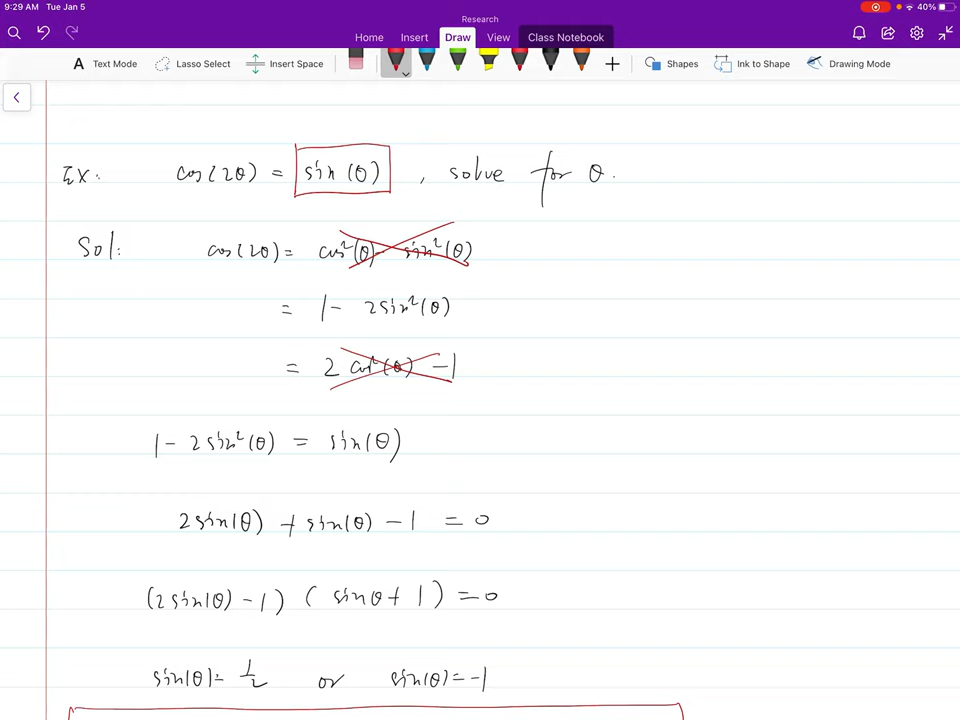 9:29 AM Tue Jan 5
40%
Research
Home Insert Draw View Class Notebook
Text Mode Lasso Select Insert Space Shapes Ink to Shape Drawing Mode
Ex: cos(2θ) = sin(θ) , solve for θ.
Sol: cos(2θ) = cos²(θ) - sin²(θ)
= 1 - 2sin²(θ)
= 2cos²(θ) - 1
1 - 2sin²(θ) = sin(θ)
2sin(θ) + sin(θ) - 1 = 0
(2sin(θ) - 1) (sinθ + 1) = 0
sin(θ) = 1/2 or sin(θ) = -1